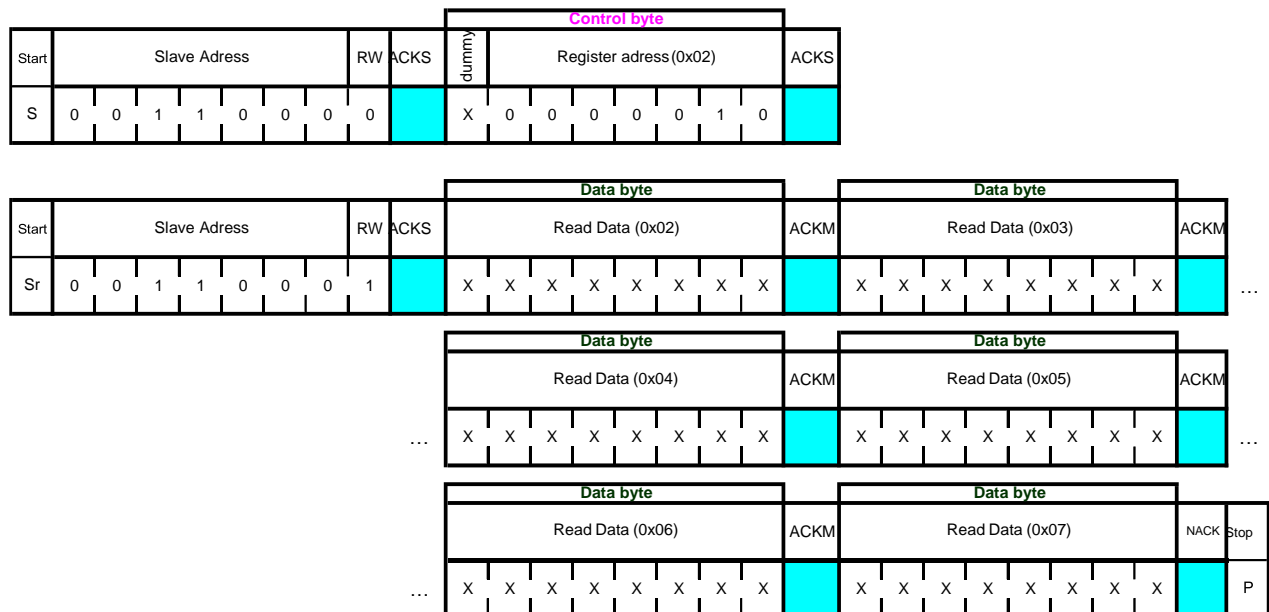 Control byte
Start Slave Adress RW ACKS dummy Register adress (0x02) ACKS
S 0 0 1 1 0 0 0 0 X 0 0 0 0 0 1 0
Data byte Data byte
Start Slave Adress RW ACKS Read Data (0x02) ACKM Read Data (0x03) ACKM
Sr 0 0 1 1 0 0 0 1 X X X X X X X X X X X X X X X X …
Data byte Data byte
Read Data (0x04) ACKM Read Data (0x05) ACKM
… X X X X X X X X X X X X X X X X …
Data byte Data byte
Read Data (0x06) ACKM Read Data (0x07) NACK Stop
… X X X X X X X X X X X X X X X X P